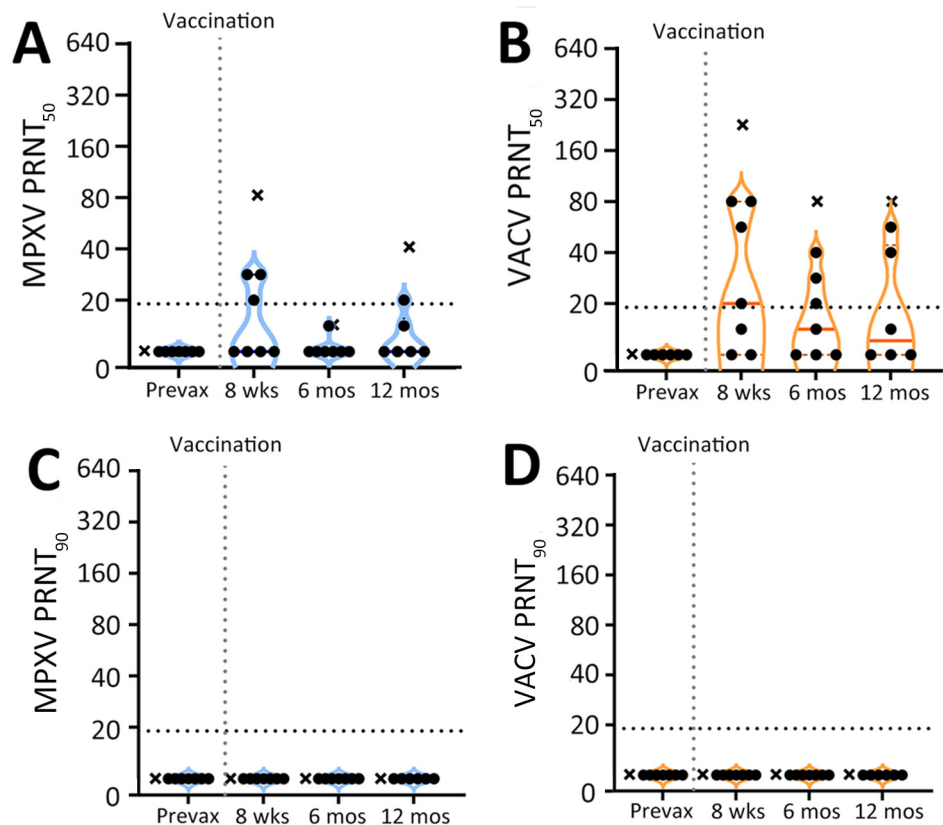 A
Vaccination
MPXV PRNT50
640
320
160
80
40
20
0
Prevax 8 wks 6 mos 12 mos
B
Vaccination
VACV PRNT50
640
320
160
80
40
20
0
Prevax 8 wks 6 mos 12 mos
C
Vaccination
MPXV PRNT90
640
320
160
80
40
20
0
Prevax 8 wks 6 mos 12 mos
D
Vaccination
VACV PRNT90
640
320
160
80
40
20
0
Prevax 8 wks 6 mos 12 mos